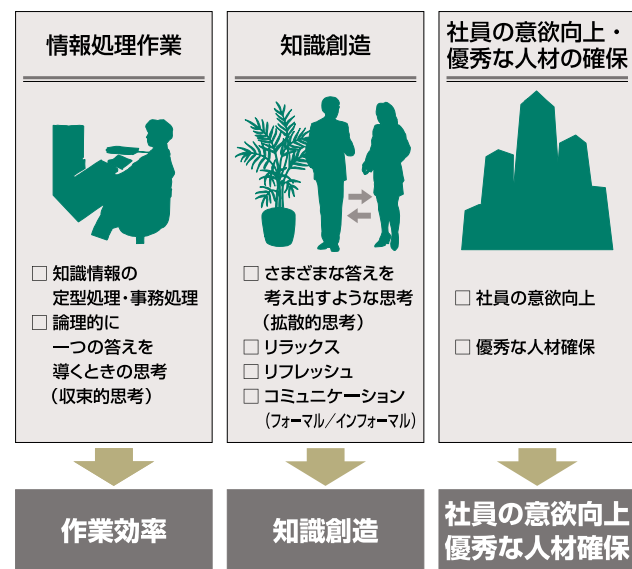 情報処理作業
□ 知識情報の
定型処理・事務処理
□ 論理的に
一つの答えを
導くときの思考
（収束的思考）
作業効率
知識創造
□ さまざまな答えを
考え出すような思考
（拡散的思考）
□ リラックス
□ リフレッシュ
□ コミュニケーション
（フォーマル／インフォーマル）
知識創造
社員の意欲向上・
優秀な人材の確保
□ 社員の意欲向上
□ 優秀な人材確保
社員の意欲向上
優秀な人材確保